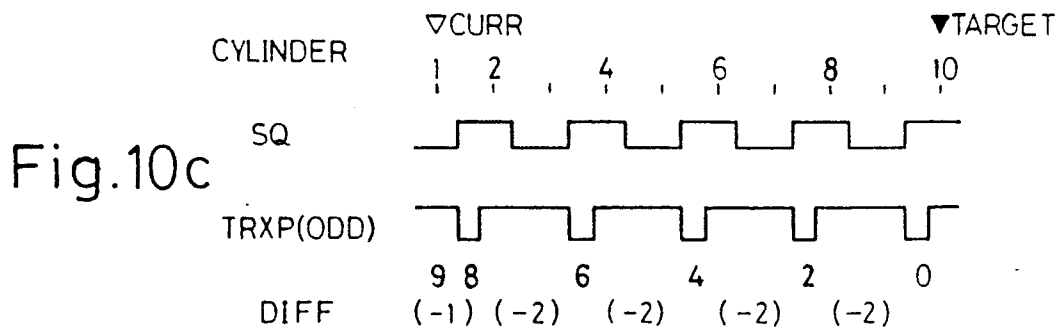 ▽CURR ▼TARGET
CYLINDER 1 2 4 6 8 10
SQ
Fig.10c
TRXP(ODD)
9 8 6 4 2 0
DIFF (-1) (-2) (-2) (-2) (-2)